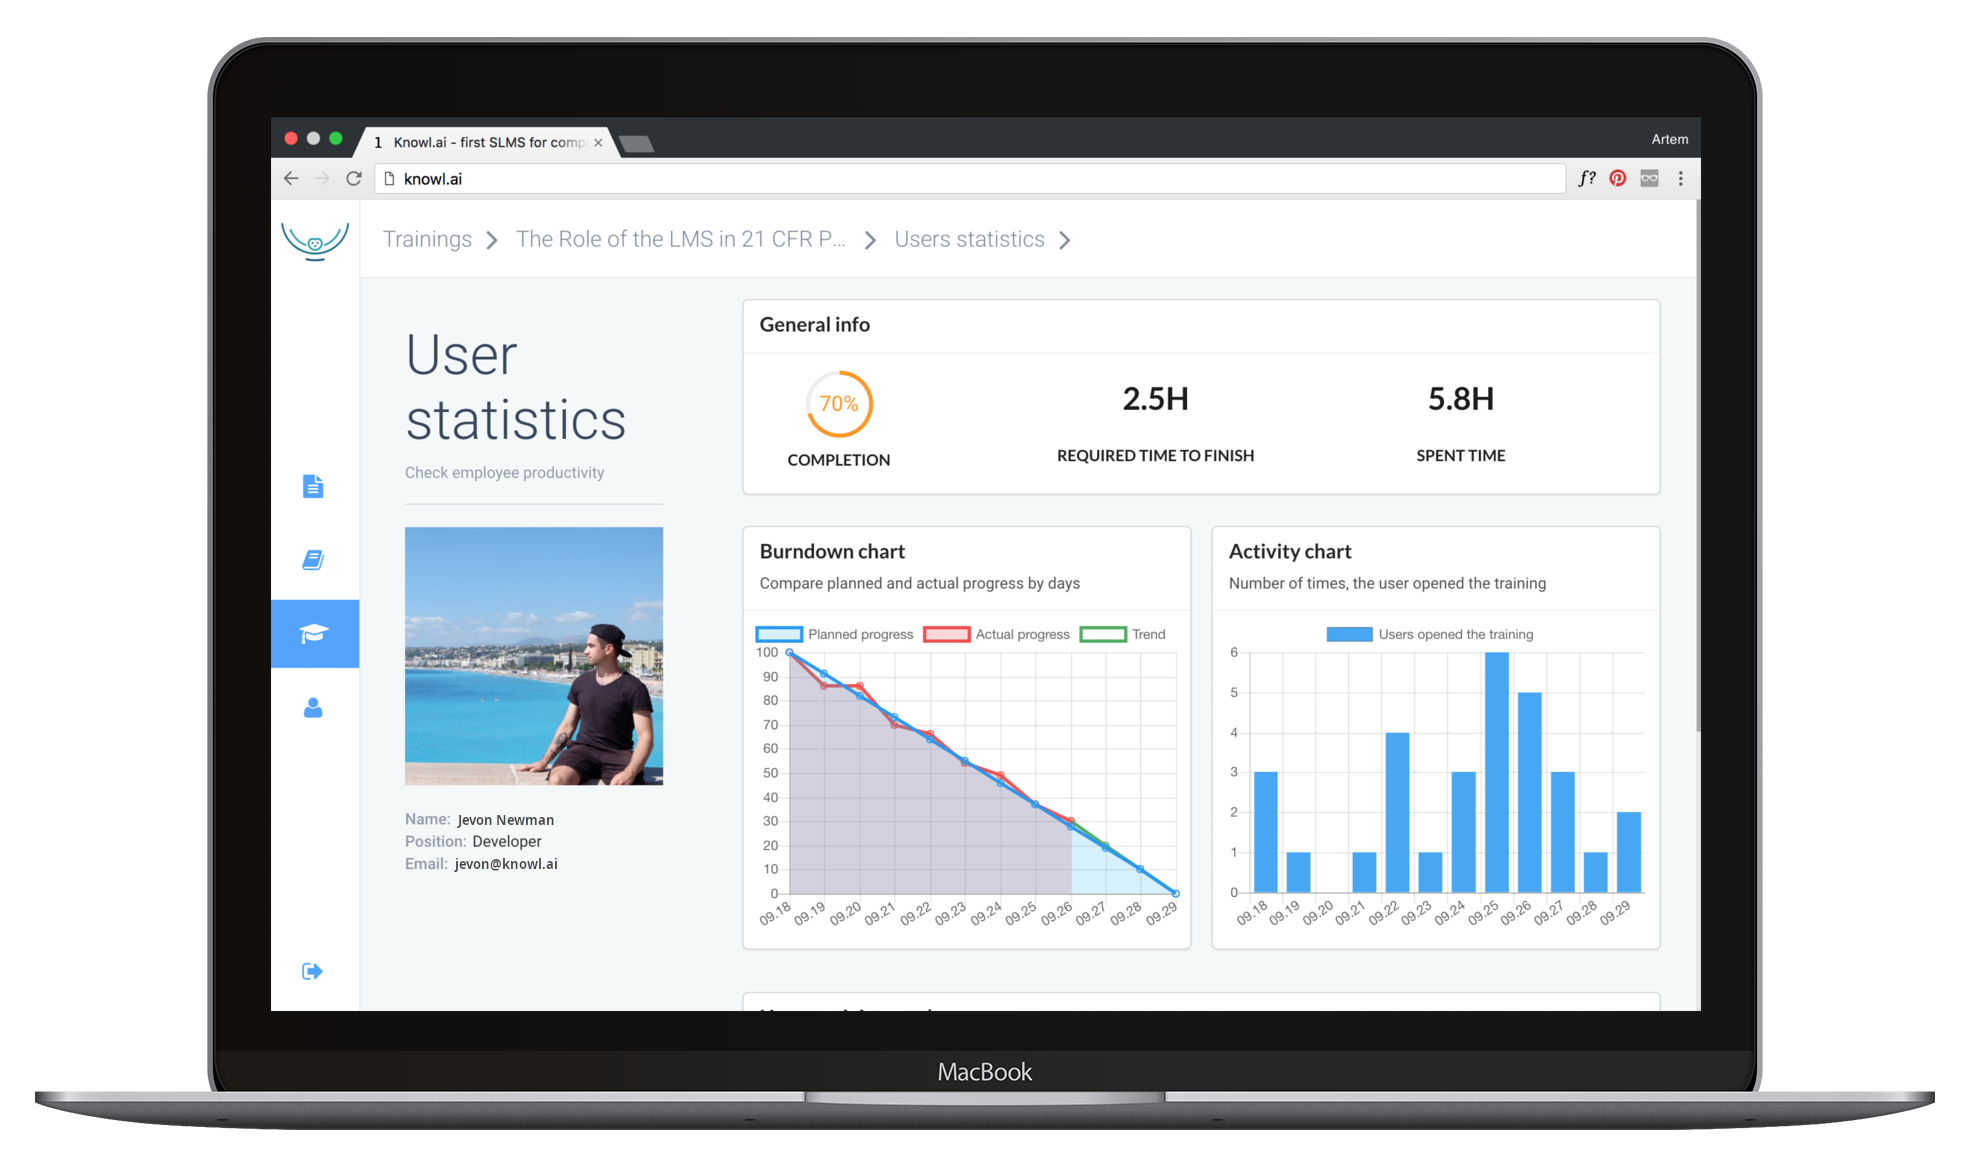 1 Knowl.ai - first SLMS for comp
Artem
knowl.ai
f?
Trainings
The Role of the LMS in 21 CFR P...
Users statistics
User
statistics
Check employee productivity
Name: Jevon Newman
Position: Developer
Email: jevon@knowl.ai
General info
70%
COMPLETION
2.5H
REQUIRED TIME TO FINISH
5.8H
SPENT TIME
Burndown chart
Compare planned and actual progress by days
Planned progress
Actual progress
Trend
100
90
80
70
60
50
40
30
20
10
0
09.18 09.19 09.20 09.21 09.22 09.23 09.24 09.25 09.26 09.27 09.28 09.29
Activity chart
Number of times, the user opened the training
Users opened the training
6
5
4
3
2
1
0
09.18 09.19 09.20 09.21 09.22 09.23 09.24 09.25 09.26 09.27 09.28 09.29
MacBook